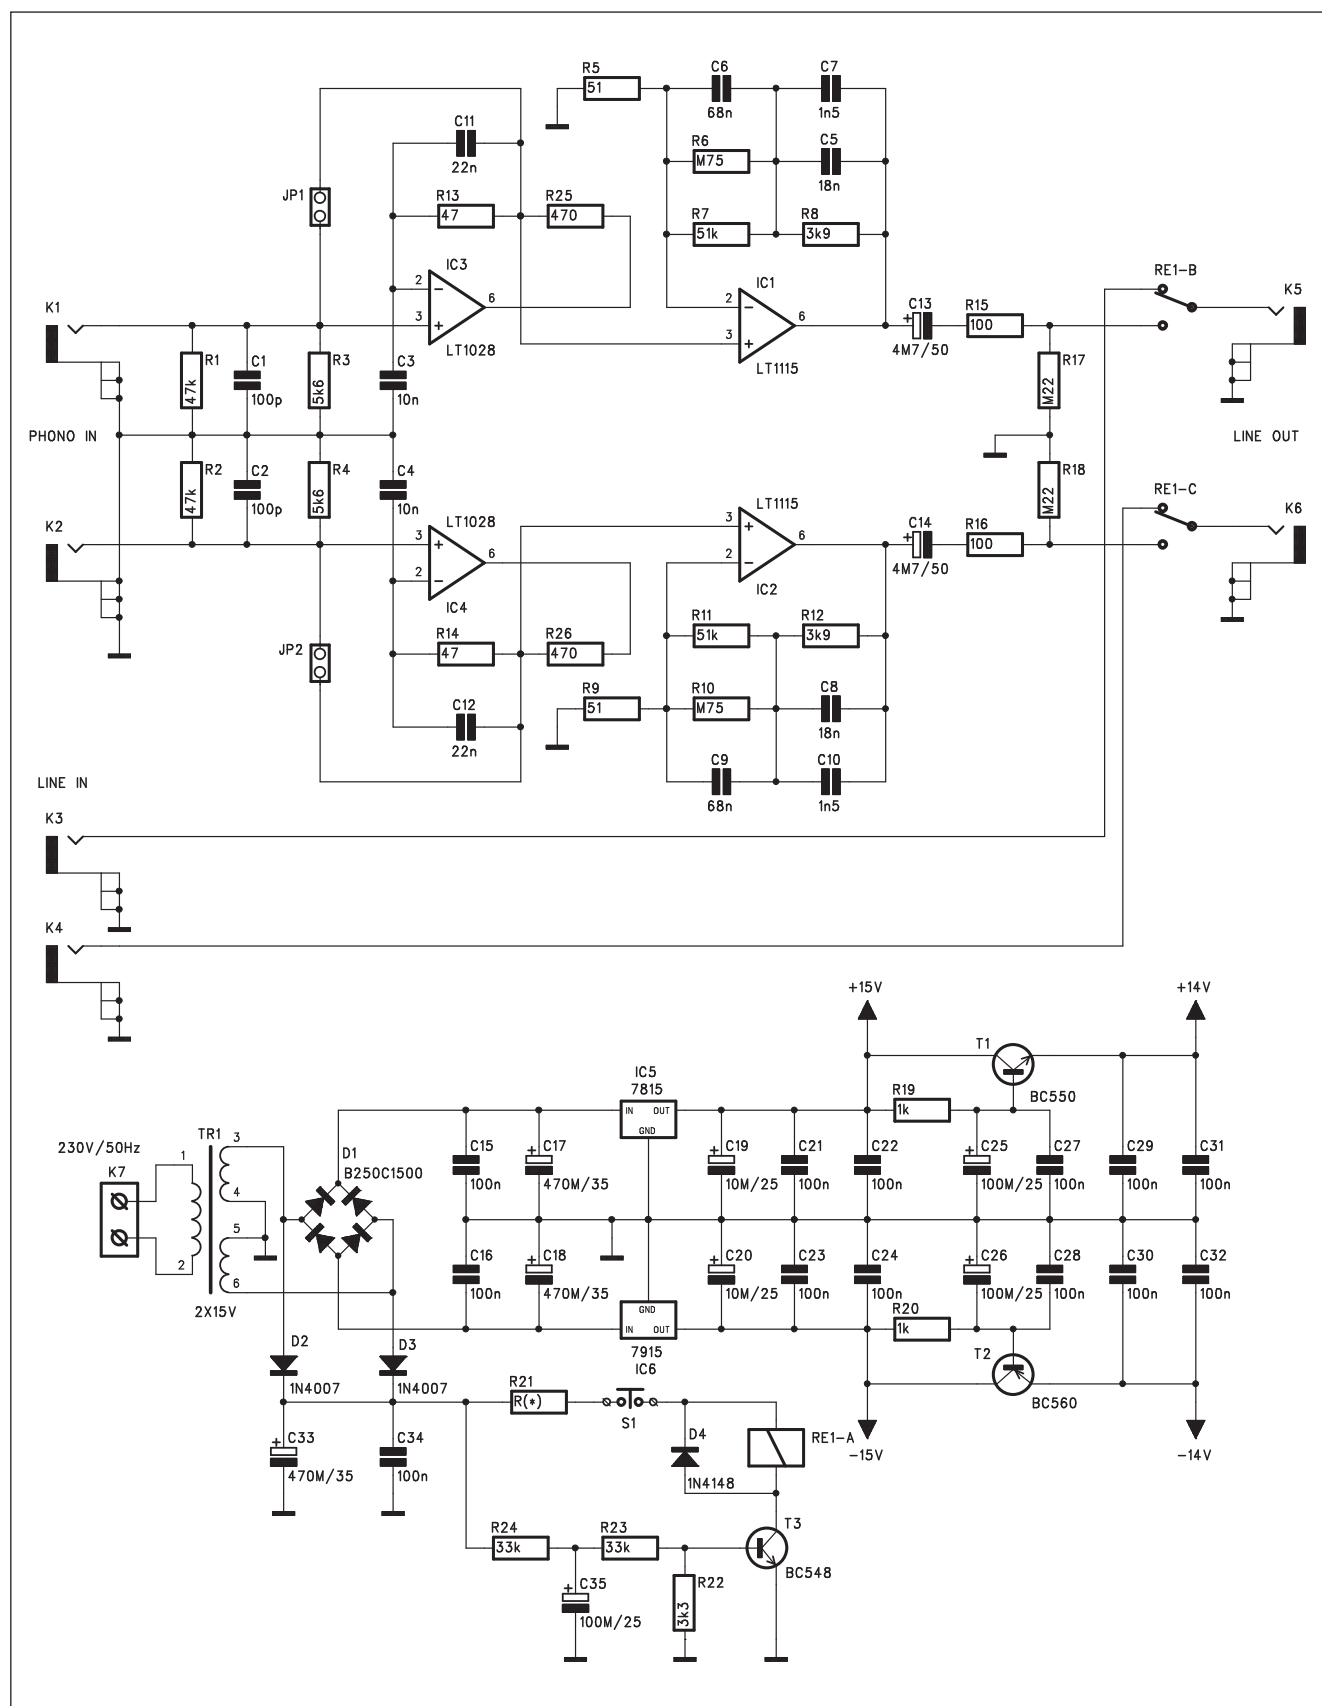 R5
51
C6
68n
C7
1n5
C11
22n
R6
M75
C5
18n
JP1
R13
47
R25
470
R7
51k
R8
3k9
IC3
2
3
6
LT1028
IC1
2
3
6
LT1115
C13
+
4M7/50
R15
100
RE1-B
K5
K1
R1
47k
C1
100p
R3
5k6
C3
10n
R17
M22
PHONO IN
LINE OUT
R2
47k
C2
100p
R4
5k6
C4
10n
R18
M22
K2
LT1028
3
2
6
IC4
LT1115
3
2
6
IC2
C14
+
4M7/50
R16
100
RE1-C
K6
JP2
R14
47
R26
470
R11
51k
R12
3k9
R9
51
R10
M75
C8
18n
C12
22n
C9
68n
C10
1n5
LINE IN
K3
K4
+15V
+14V
T1
BC550
IC5
7815
IN
OUT
GND
R19
1k
230V/50Hz
K7
TR1
1
2
3
4
5
6
2X15V
D1
B250C1500
C15
100n
+
C17
470M/35
+
C19
10M/25
C21
100n
C22
100n
+
C25
100M/25
C27
100n
C29
100n
C31
100n
C16
100n
+
C18
470M/35
+
C20
10M/25
C23
100n
C24
100n
+
C26
100M/25
C28
100n
C30
100n
C32
100n
GND
IN
OUT
7915
IC6
R20
1k
T2
BC560
D2
1N4007
D3
1N4007
R21
R(*)
S1
D4
1N4148
RE1-A
-15V
-14V
+
C33
470M/35
C34
100n
R24
33k
R23
33k
T3
BC548
+
C35
100M/25
R22
3k3